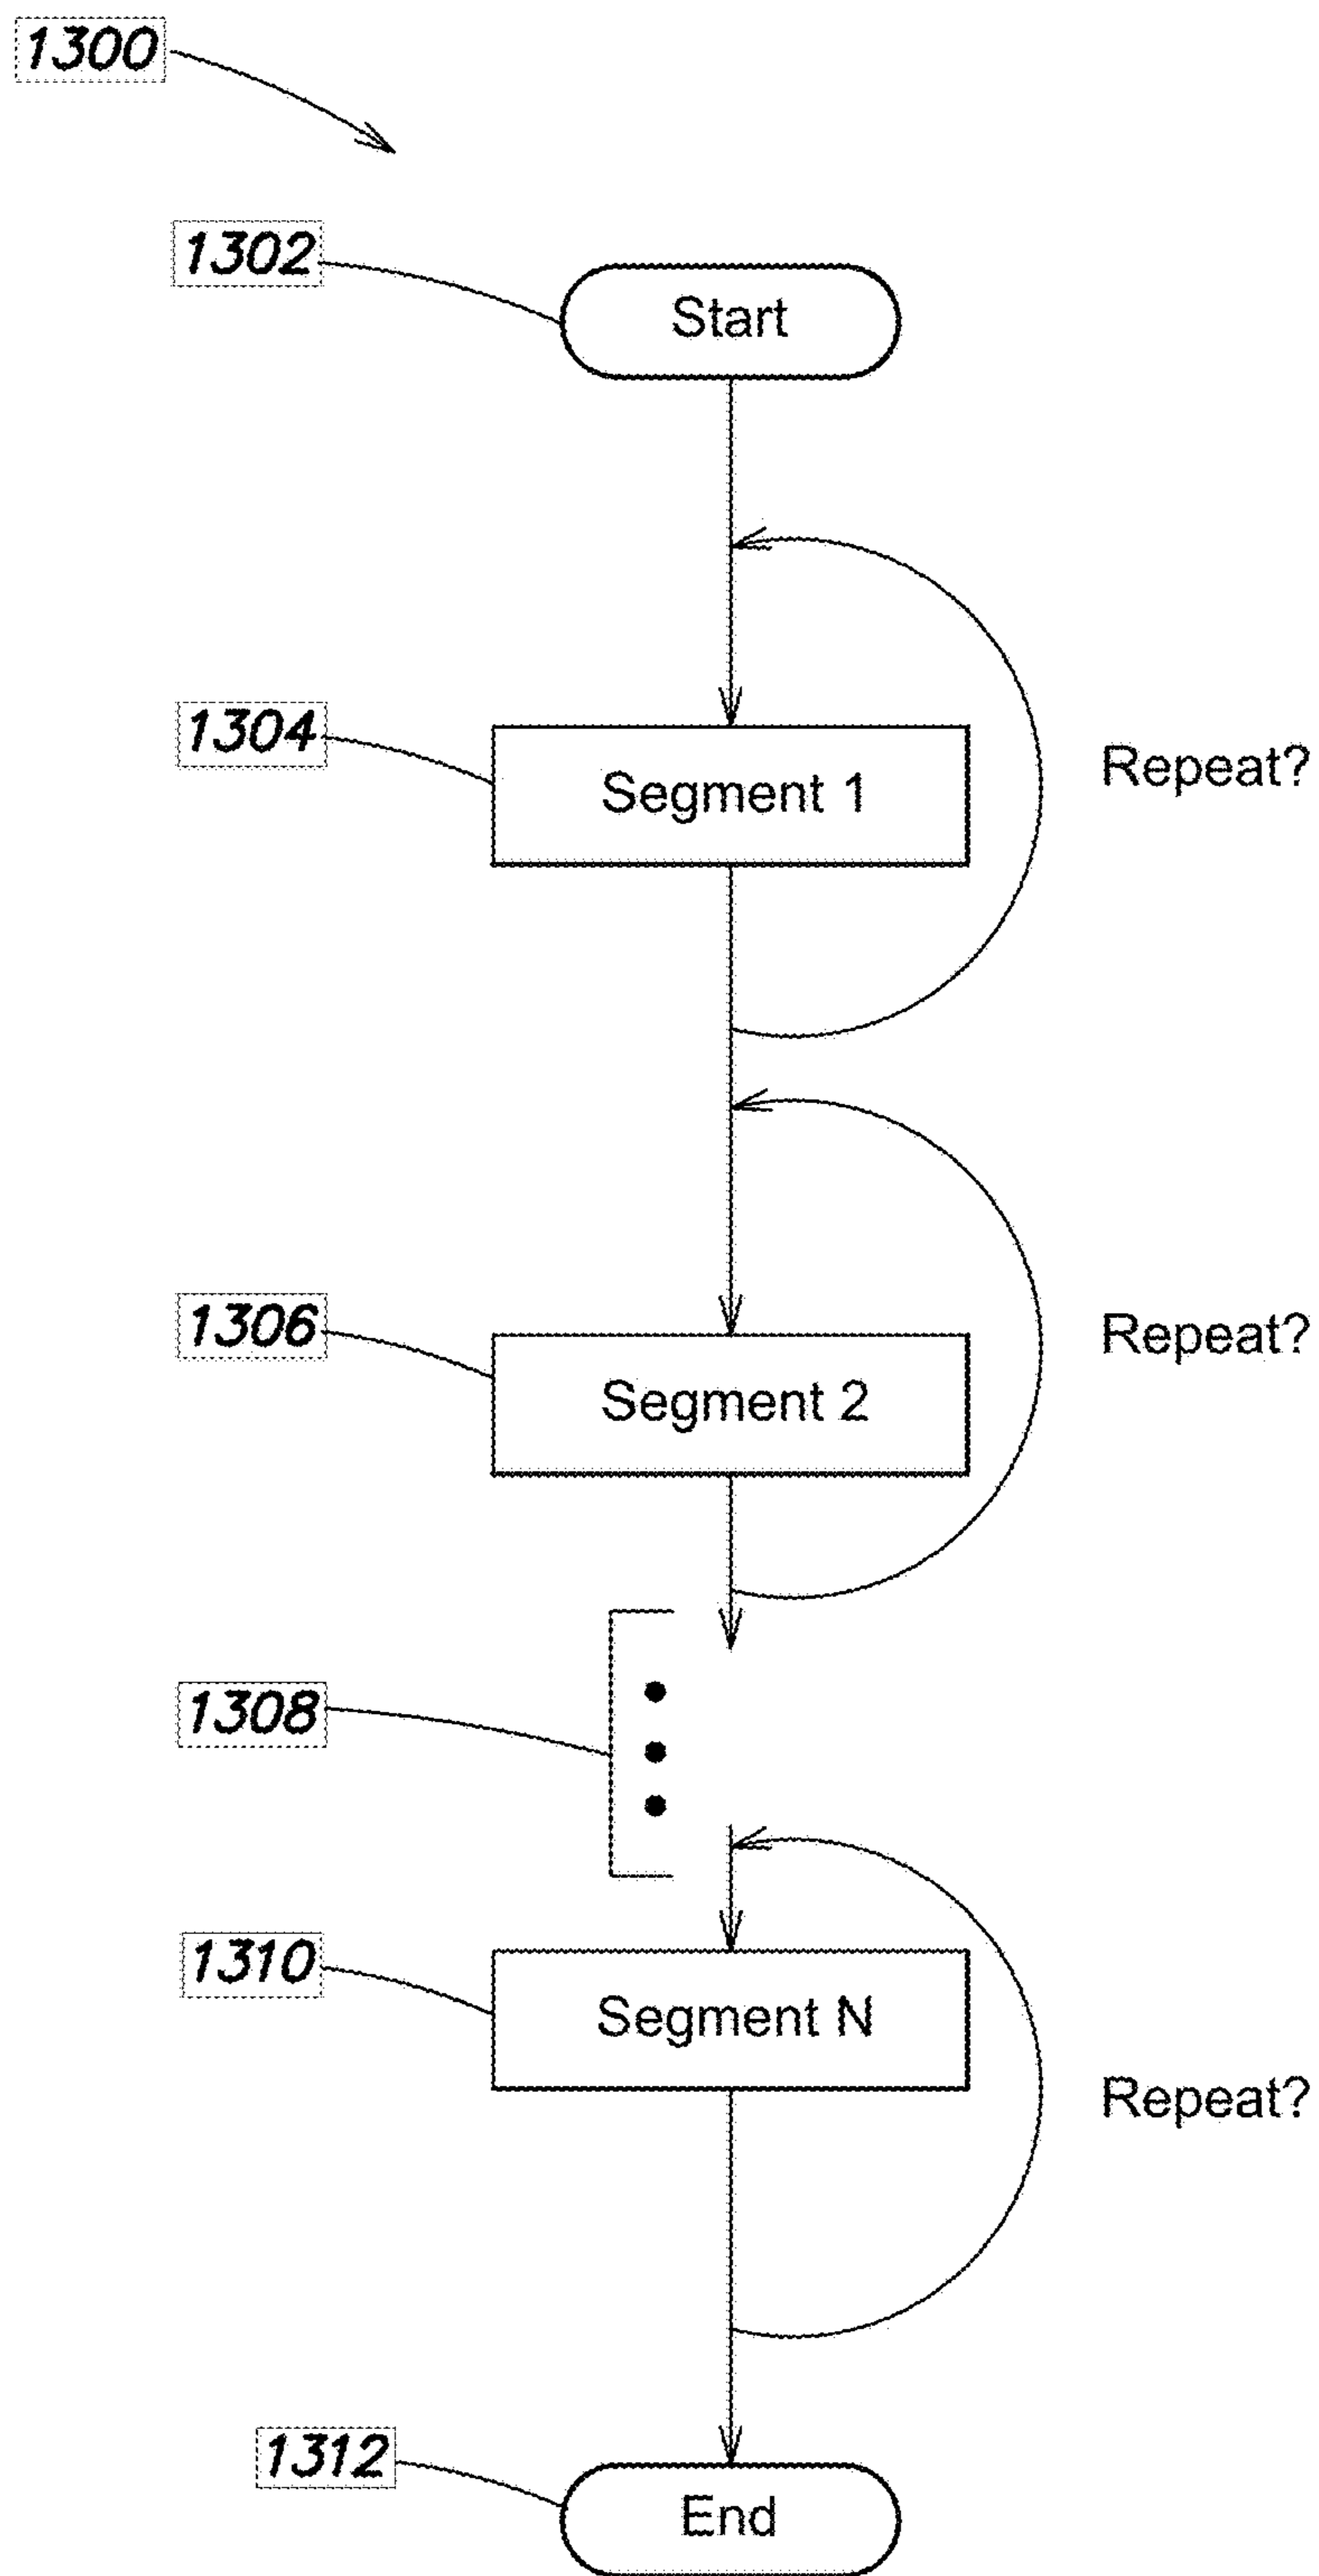 1300
1302
Start
1304
Segment 1
Repeat?
1306
Segment 2
Repeat?
1308
1310
Segment N
Repeat?
1312
End